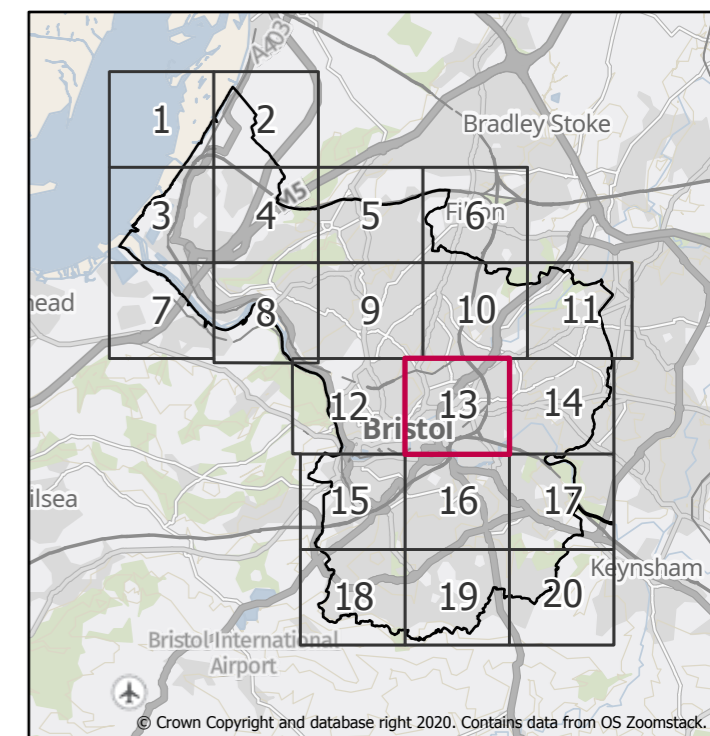 A403
1
2
Bradley Stoke
M5
3
4
5
Filton
6
ead
7
8
9
10
11
12
13
14
Bristol
ilsea
15
16
17
Keynsham
18
19
20
Bristol International
Airport
© Crown Copyright and database right 2020. Contains data from OS Zoomstack.